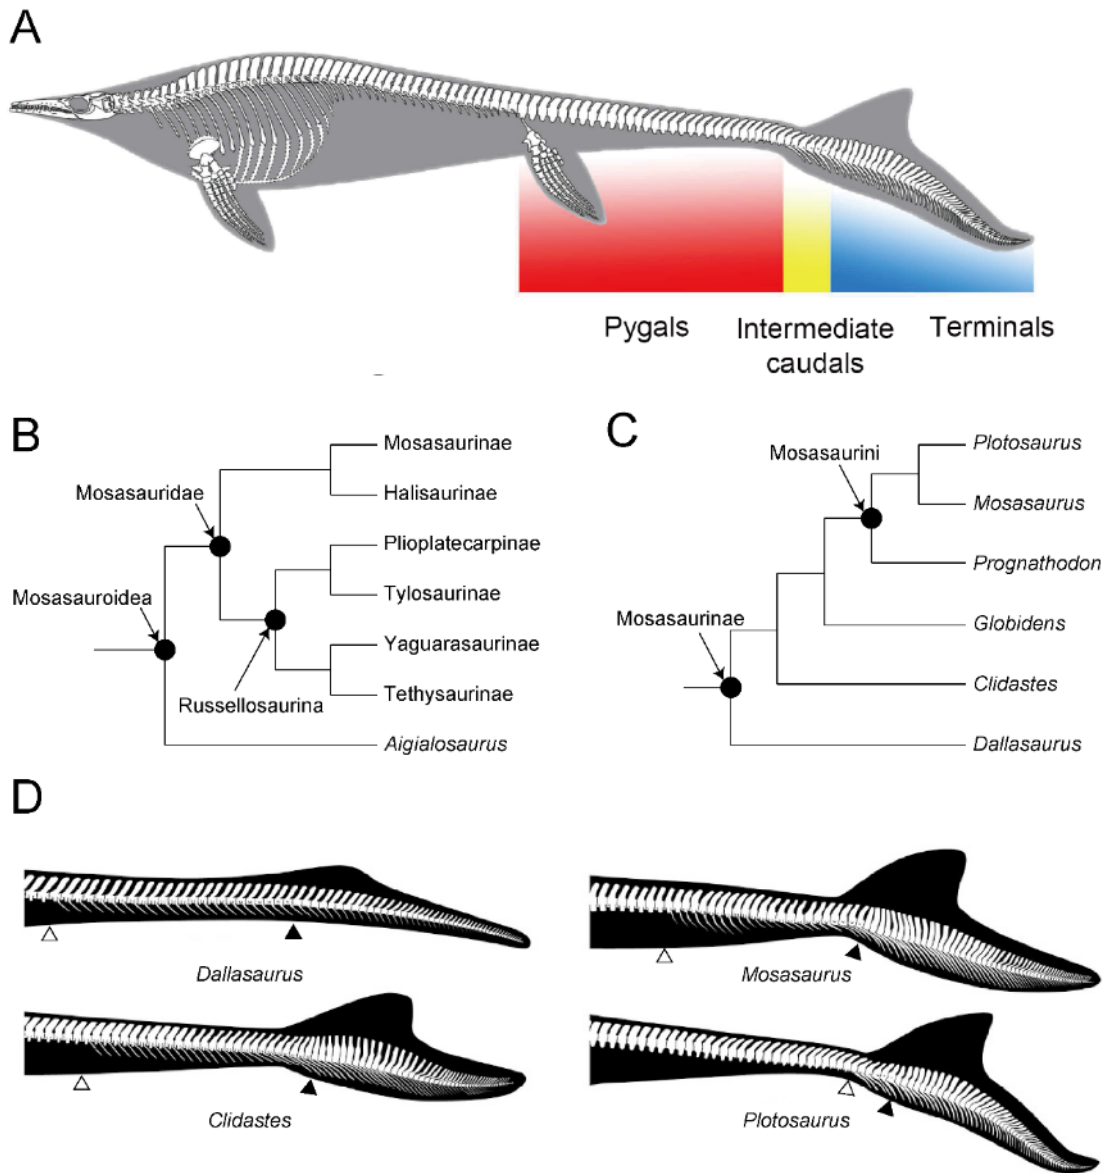 A
Pygals
Intermediate
caudals
Terminals
B
Mosasaurinae
Mosasauridae
Halisaurinae
Plioplatecarpinae
Mosasauroidea
Tylosaurinae
Yaguarasaurinae
Russellosaurina
Tethysaurinae
Aigialosaurus
C
Plotosaurus
Mosasaurini
Mosasaurus
Prognathodon
Mosasaurinae
Globidens
Clidastes
Dallasaurus
D
Dallasaurus
Mosasaurus
Clidastes
Plotosaurus